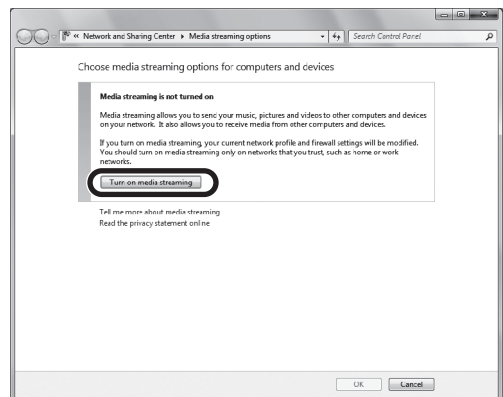 « Network and Sharing Center ▸ Media streaming options
Search Control Panel
Choose media streaming options for computers and devices
Media streaming is not turned on
Media streaming allows you to send your music, pictures and videos to other computers and devices
on your network. It also allows you to receive media from other computers and devices.
If you turn on media streaming, your current network profile and firewall settings will be modified.
You should turn on media streaming only on networks that you trust, such as home or work
networks.
Turn on media streaming
Tell me more about media streaming
Read the privacy statement online
OK
Cancel